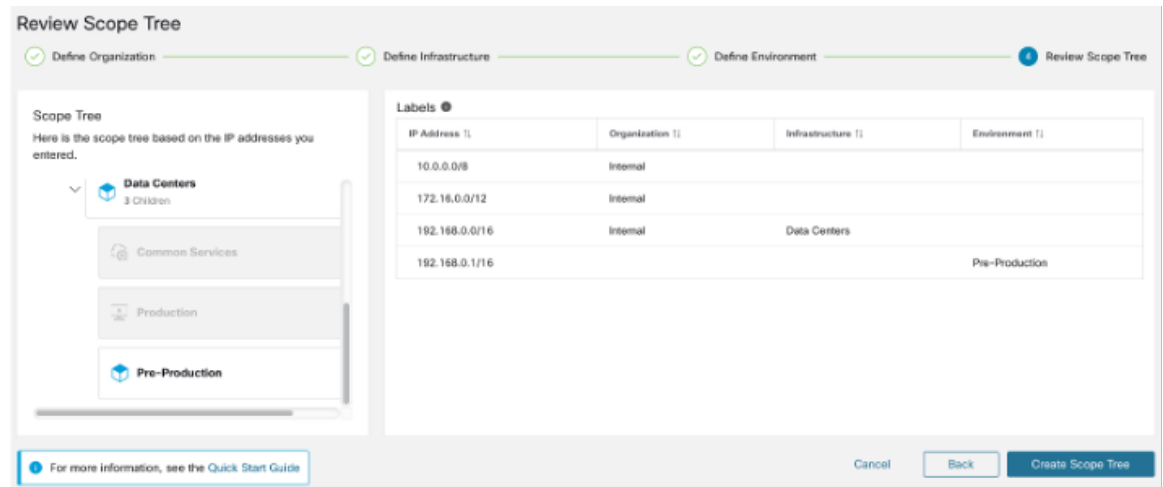 Review Scope Tree
Define Organization
Define Infrastructure
Define Environment
4
Review Scope Tree
Scope Tree
Here is the scope tree based on the IP addresses you
entered.
Data Centers
3 Children
Common Services
Production
Pre-Production
Labels
IP Address Organization Infrastructure Environment
10.0.0.0/8 Internal
172.16.0.0/12 Internal
192.168.0.0/16 Internal Data Centers
192.168.0.1/16 Pre-Production
For more information, see the Quick Start Guide
Cancel
Back
Create Scope Tree